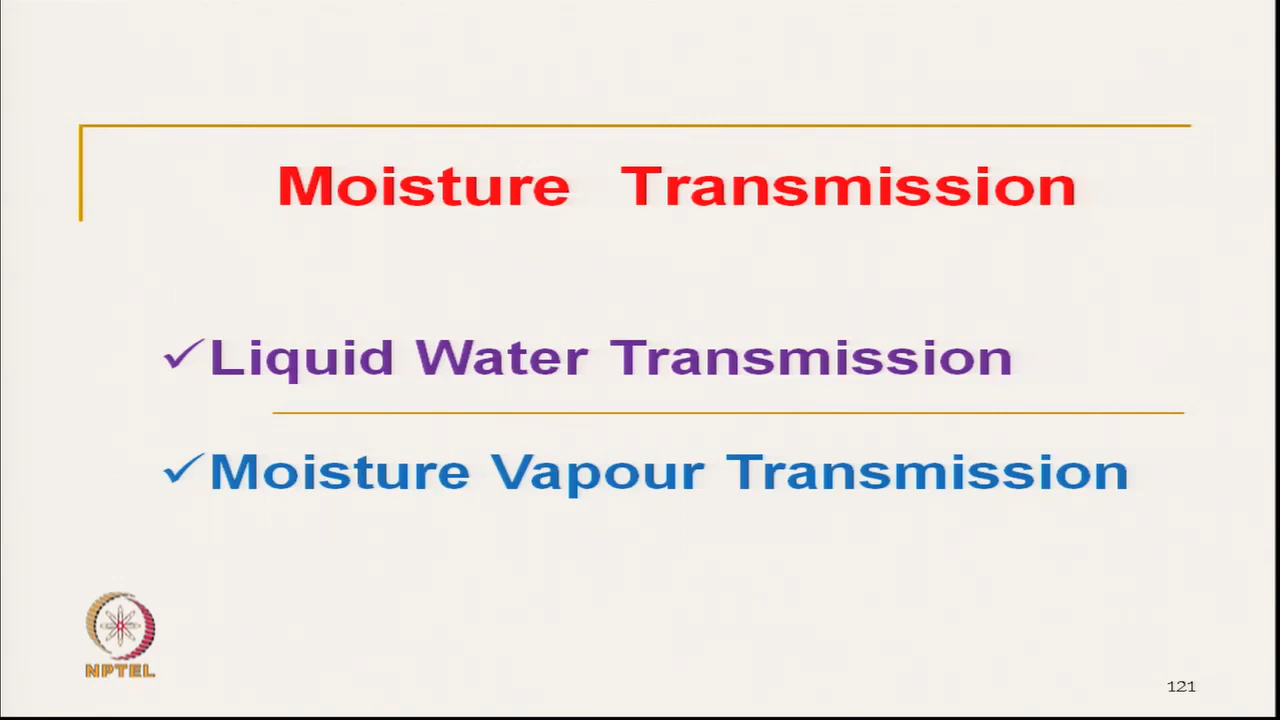 Moisture Transmission
✓Liquid Water Transmission
✓Moisture Vapour Transmission
NPTEL
121